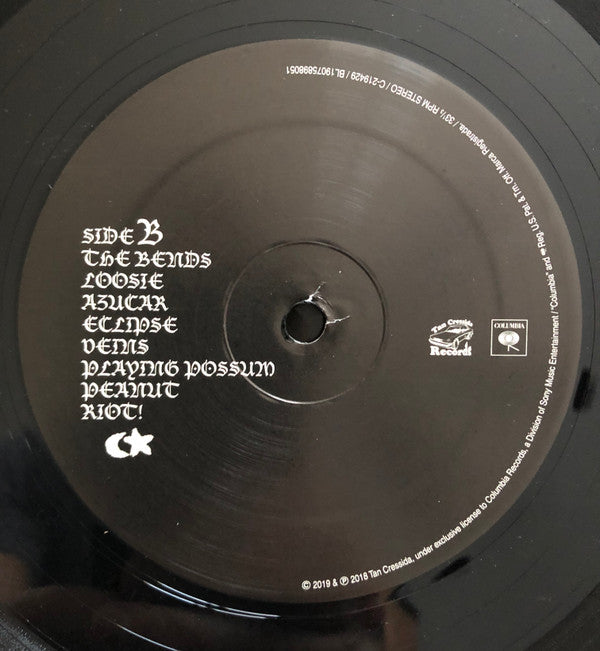 SIDE B
THE BENDS
LOOSIE
AZUCAR
ECLIPSE
VEINS
PLAYING POSSUM
PEANUT
RIOT!
Tan Cressida
Records
COLUMBIA
© 2019 & ℗ 2018 Tan Cressida, under exclusive license to Columbia Records, a Division of Sony Music Entertainment / "Columbia" and Reg. U.S. Pat. & Tm. Off. Marca Registrada. / 33⅓ RPM STEREO / C-219429 / BL19075898051